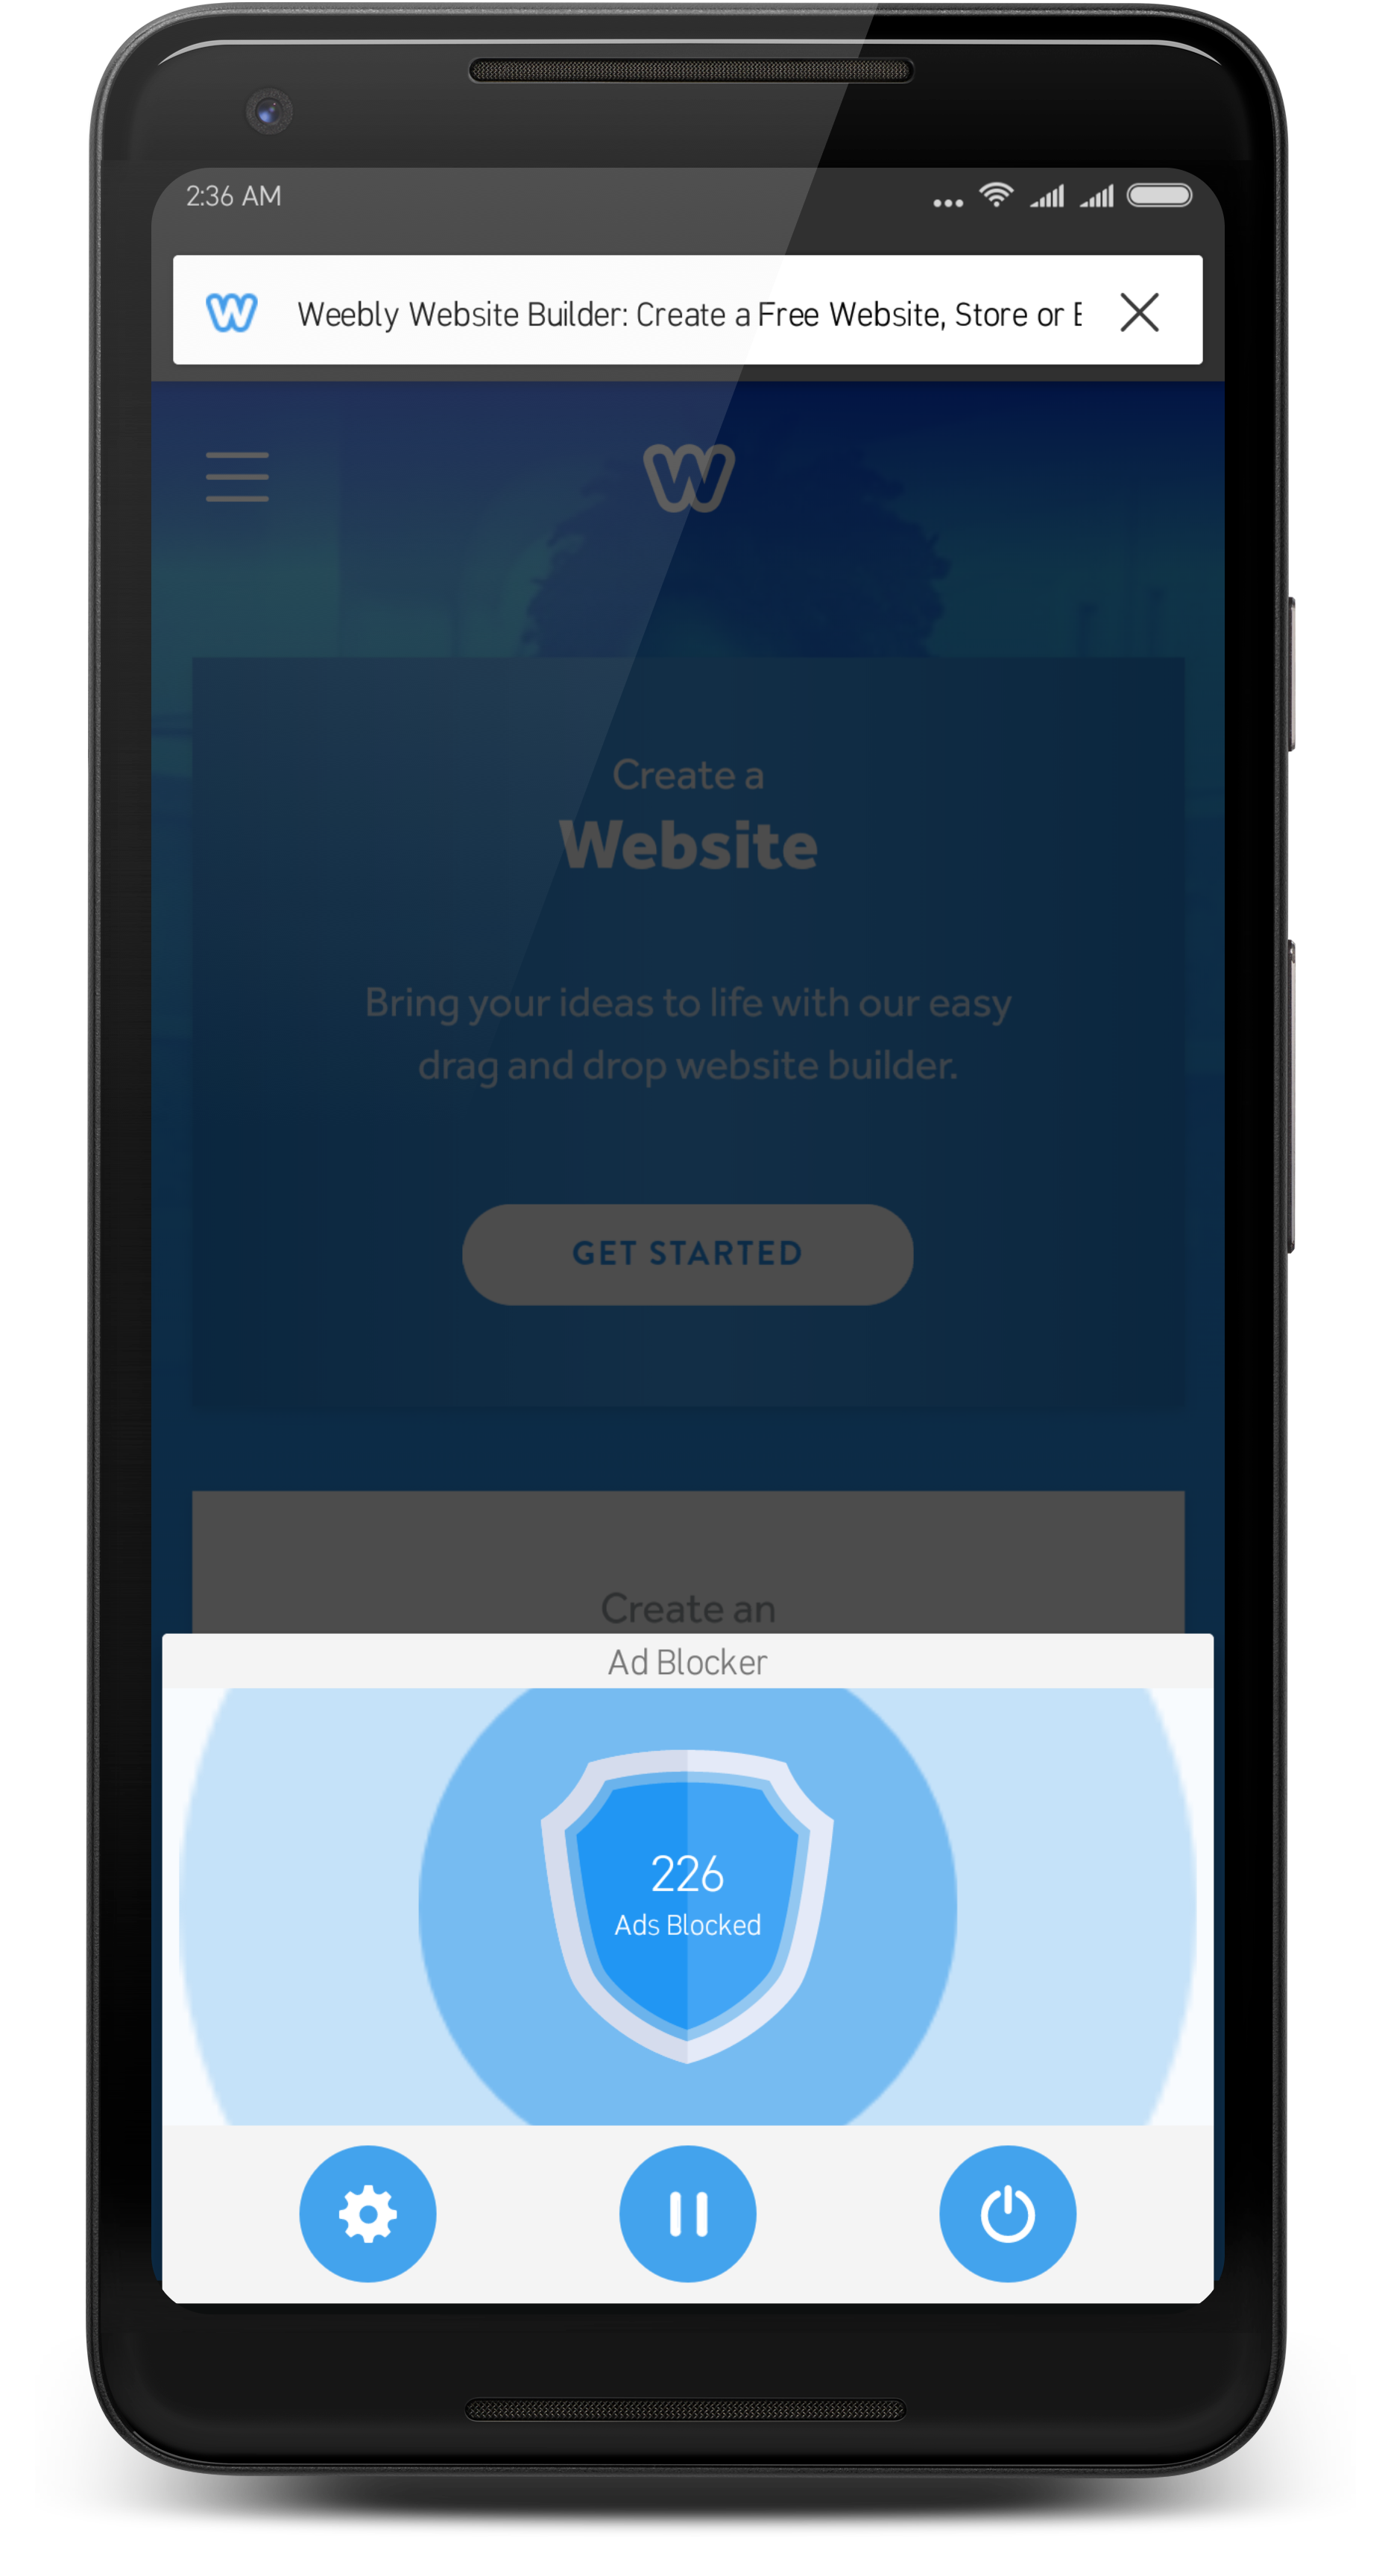 2:36 AM
Weebly Website Builder: Create a Free Website, Store or
Create a
Website
Bring your ideas to life with our easy
drag and drop website builder.
GET STARTED
Create an
Ad Blocker
226
Ads Blocked